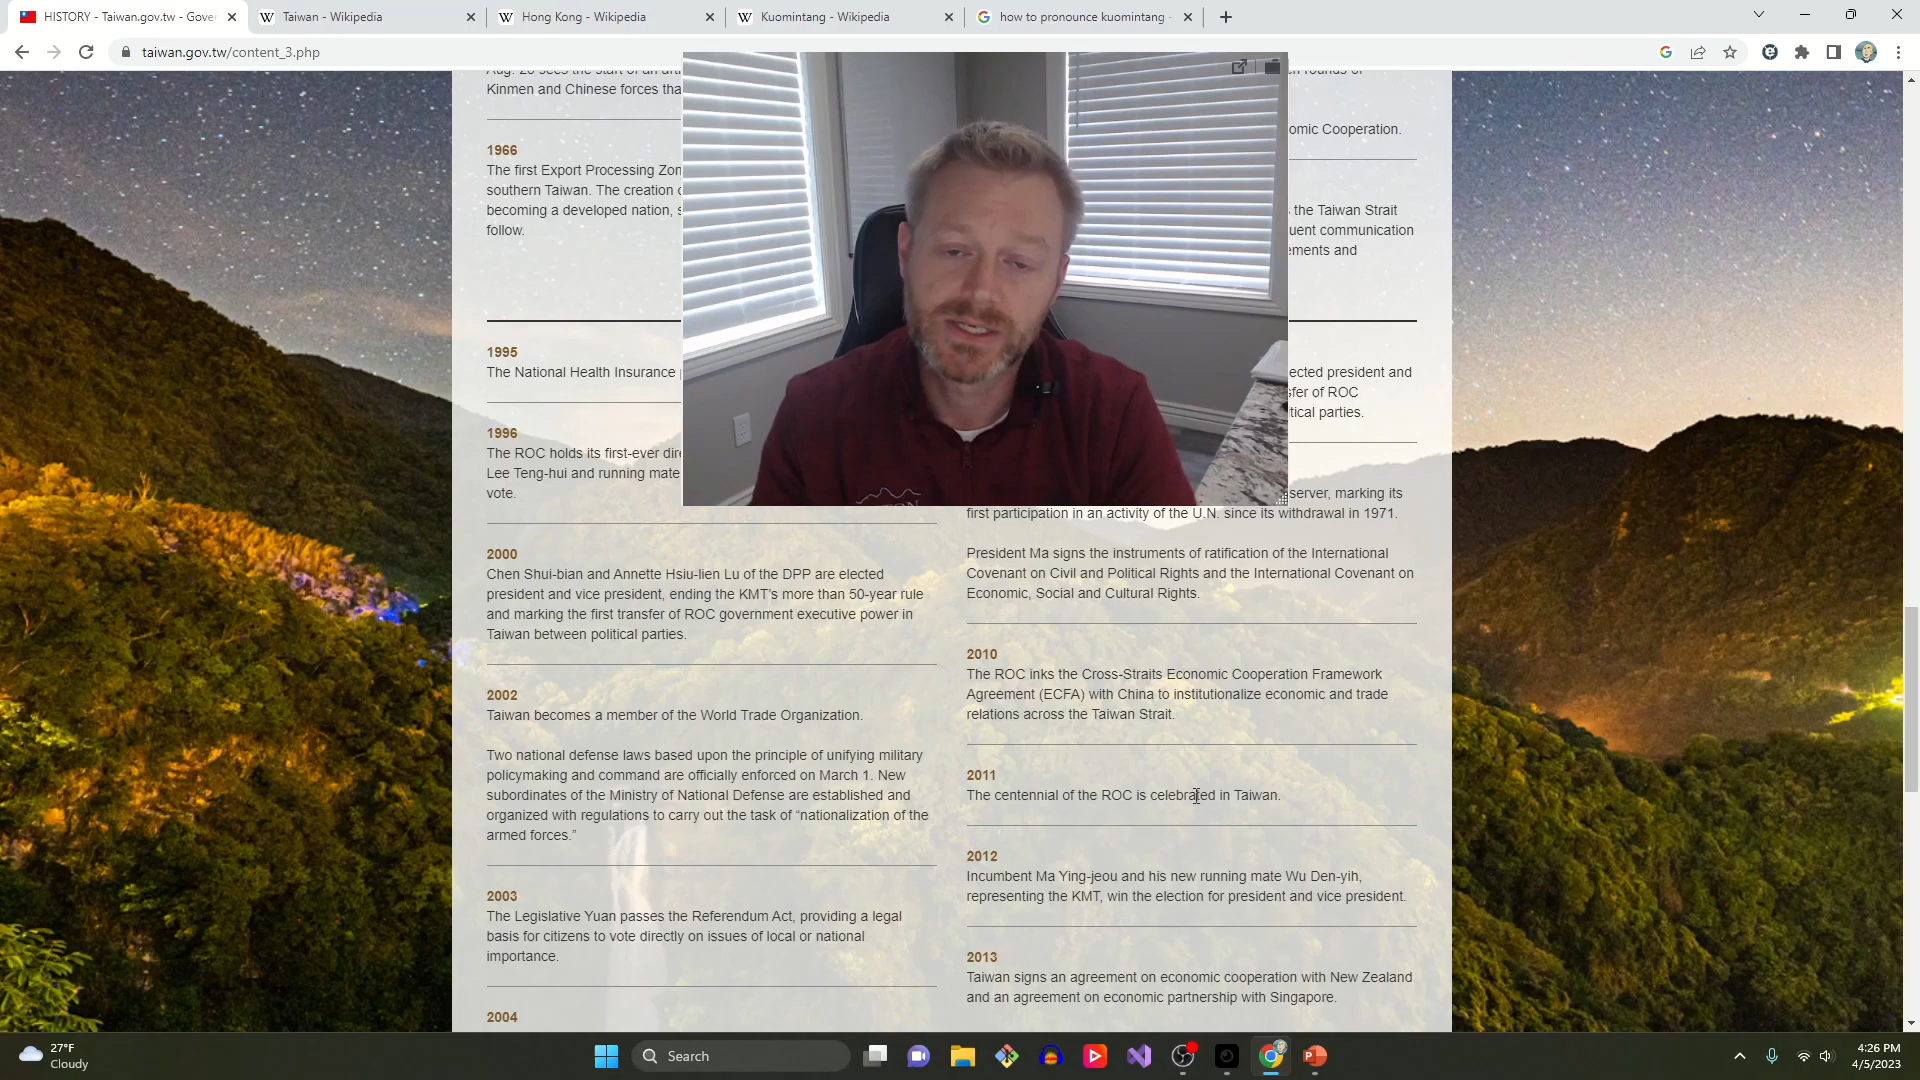 HISTORY - Taiwan.gov.tw - Gover
Taiwan - Wikipedia
Hong Kong - Wikipedia
Kuomintang - Wikipedia
how to pronounce kuomintang -
taiwan.gov.tw/content_3.php
Kinmen and Chinese forces tha
1966
The first Export Processing Zon
southern Taiwan. The creation
becoming a developed nation, s
follow.
1995
The National Health Insurance
1996
The ROC holds its first-ever dire
Lee Teng-hui and running mate
vote.
2000
Chen Shui-bian and Annette Hsiu-lien Lu of the DPP are elected
president and vice president, ending the KMT's more than 50-year rule
and marking the first transfer of ROC government executive power in
Taiwan between political parties.
2002
Taiwan becomes a member of the World Trade Organization.
Two national defense laws based upon the principle of unifying military
policymaking and command are officially enforced on March 1. New
subordinates of the Ministry of National Defense are established and
organized with regulations to carry out the task of “nationalization of the
armed forces.”
2003
The Legislative Yuan passes the Referendum Act, providing a legal
basis for citizens to vote directly on issues of local or national
importance.
2004
omic Cooperation.
the Taiwan Strait
uent communication
ements and
ected president and
sfer of ROC
itical parties.
server, marking its
first participation in an activity of the U.N. since its withdrawal in 1971.
President Ma signs the instruments of ratification of the International
Covenant on Civil and Political Rights and the International Covenant on
Economic, Social and Cultural Rights.
2010
The ROC inks the Cross-Straits Economic Cooperation Framework
Agreement (ECFA) with China to institutionalize economic and trade
relations across the Taiwan Strait.
2011
The centennial of the ROC is celebrated in Taiwan.
2012
Incumbent Ma Ying-jeou and his new running mate Wu Den-yih,
representing the KMT, win the election for president and vice president.
2013
Taiwan signs an agreement on economic cooperation with New Zealand
and an agreement on economic partnership with Singapore.
27°F
Cloudy
Search
4:26 PM
4/5/2023